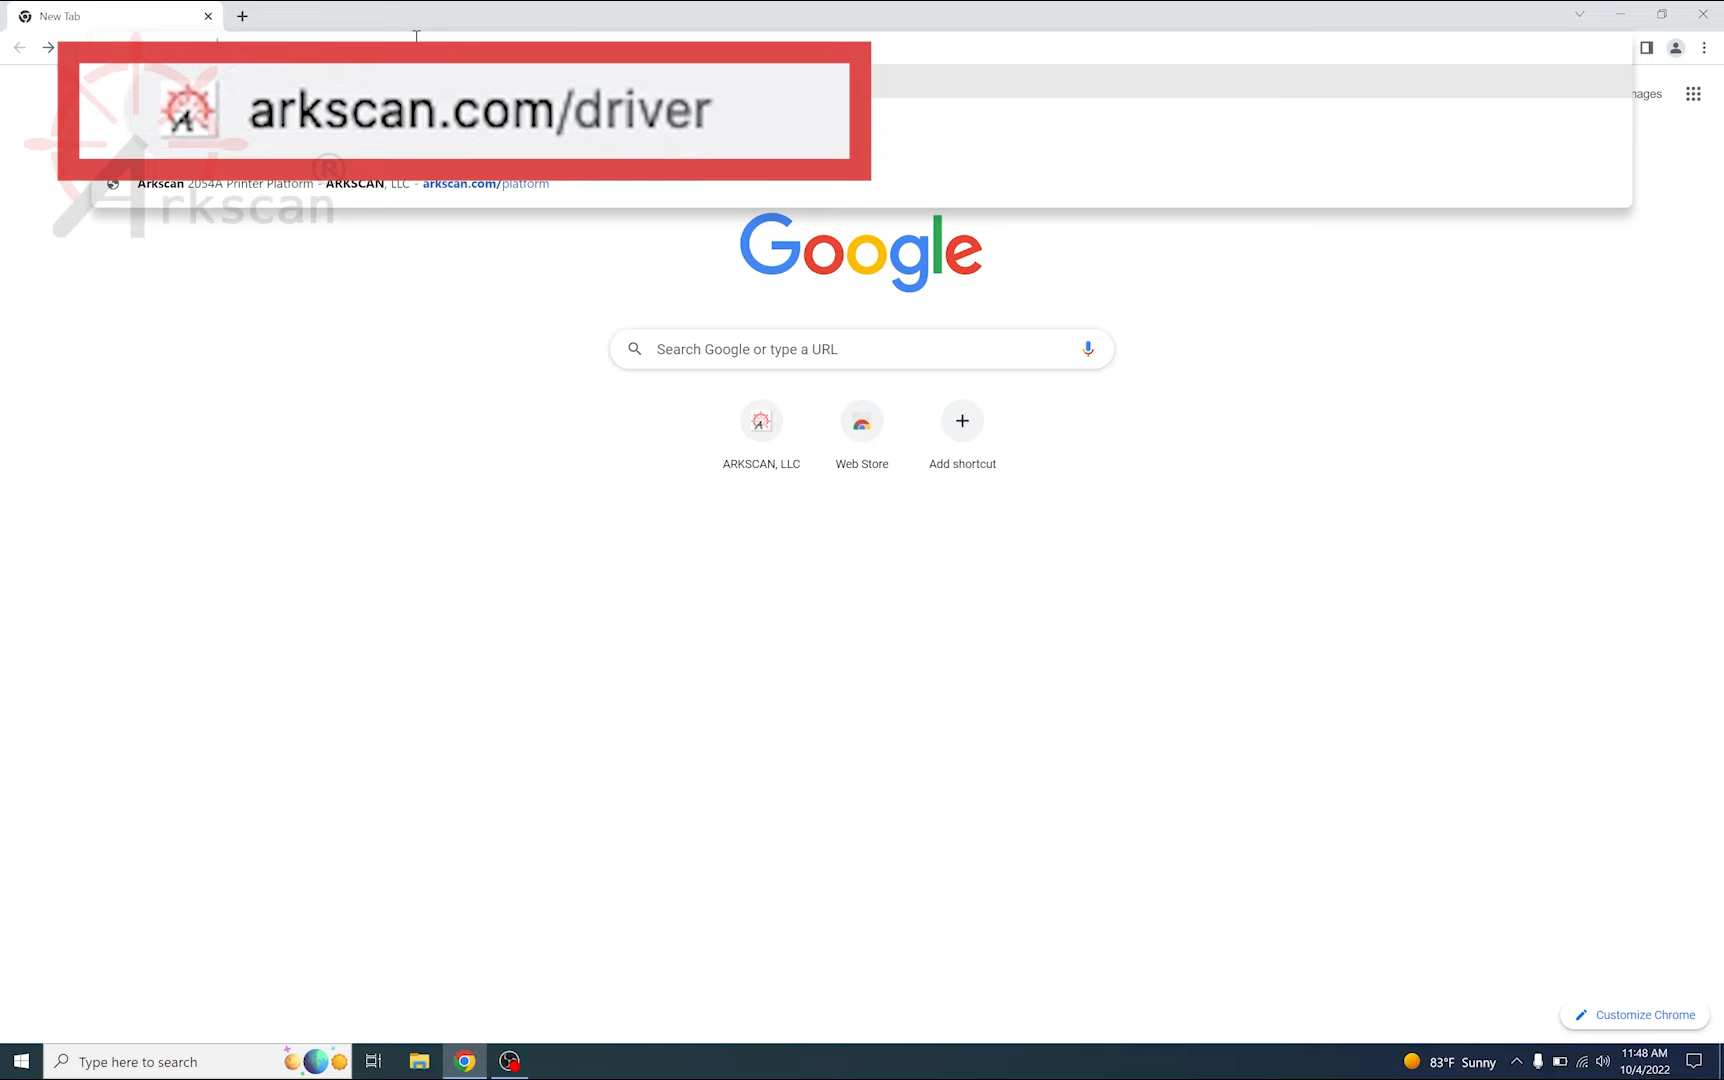 New Tab
arkscan.com/driver
Arkscan 2054A Printer Platform - ARKSCAN, LLC - arkscan.com/platform
Arkscan®
Google
Search Google or type a URL
ARKSCAN, LLC
Web Store
Add shortcut
Customize Chrome
Type here to search
83°F Sunny
11:48 AM
10/4/2022